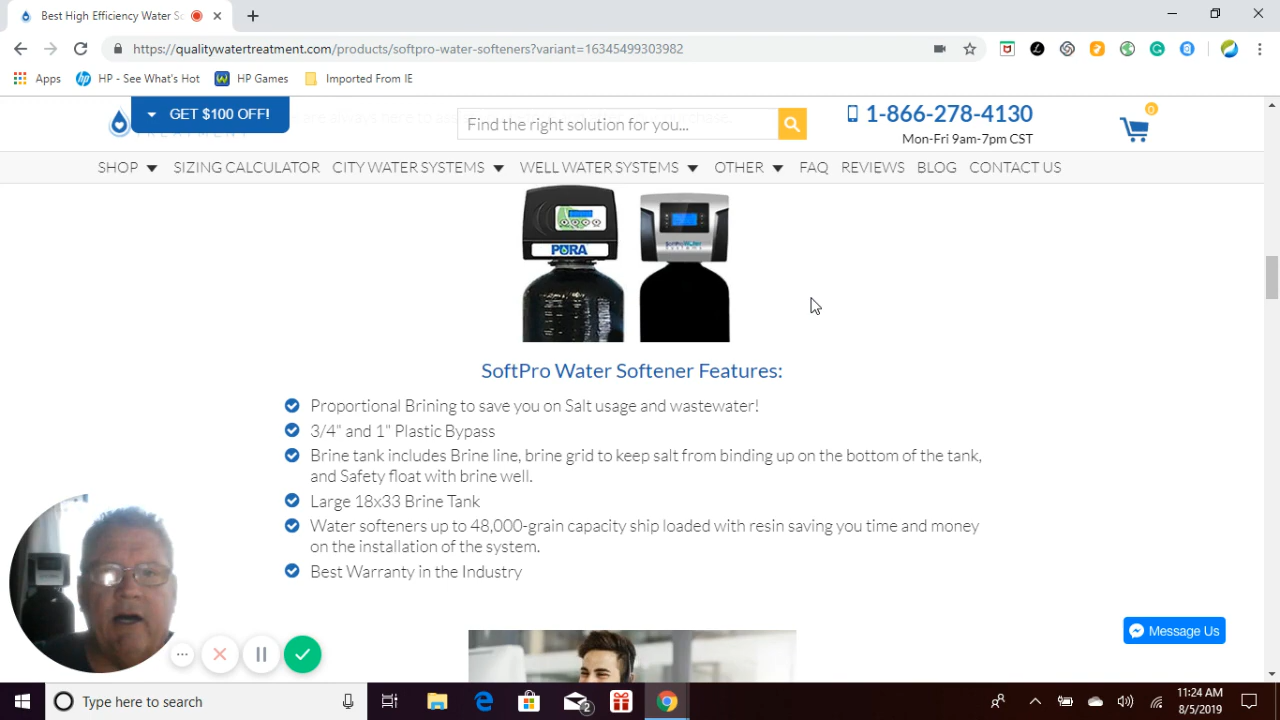 Best High Efficiency Water So
https://qualitywatertreatment.com/products/softpro-water-softeners?variant=16345499303982
Apps HP - See What's Hot HP Games Imported From IE
GET $100 OFF!
TREATMENT
Find the right solution for you...
1-866-278-4130
Mon-Fri 9am-7pm CST
0
SHOP SIZING CALCULATOR CITY WATER SYSTEMS WELL WATER SYSTEMS OTHER FAQ REVIEWS BLOG CONTACT US
PURA
SoftPro Water
SoftPro Water Softener Features:
Proportional Brining to save you on Salt usage and wastewater!
3/4" and 1" Plastic Bypass
Brine tank includes Brine line, brine grid to keep salt from binding up on the bottom of the tank,
and Safety float with brine well.
Large 18x33 Brine Tank
Water softeners up to 48,000-grain capacity ship loaded with resin saving you time and money
on the installation of the system.
Best Warranty in the Industry
Message Us
Type here to search
2
11:24 AM
8/5/2019